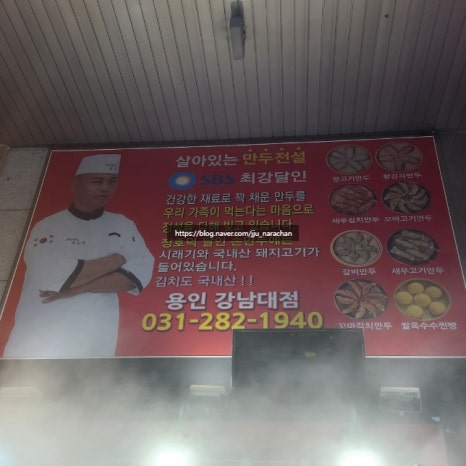 살아있는 만두전설
SBS 최강달인
건강한 재료로 꽉 채운 만두를
우리 가족이 먹는다는 마음으로
https://blog.naver.com/jiu_narachan
시래기와 국내산 돼지고기가
들어있습니다.
김치도 국내산!!
용인 강남대점
031-282-1940
왕고기만두
왕김치만두
새우김치만두
꼬마고기만두
갈비만두
새우고기만두
꼬마김치만두
쌀옥수수찐빵